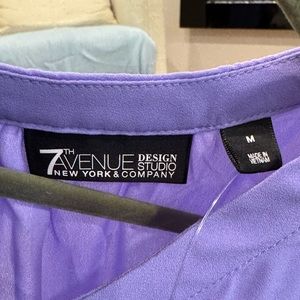 7TH AVENUE DESIGN STUDIO
NEW YORK & COMPANY
M
MADE IN
VIETNAM